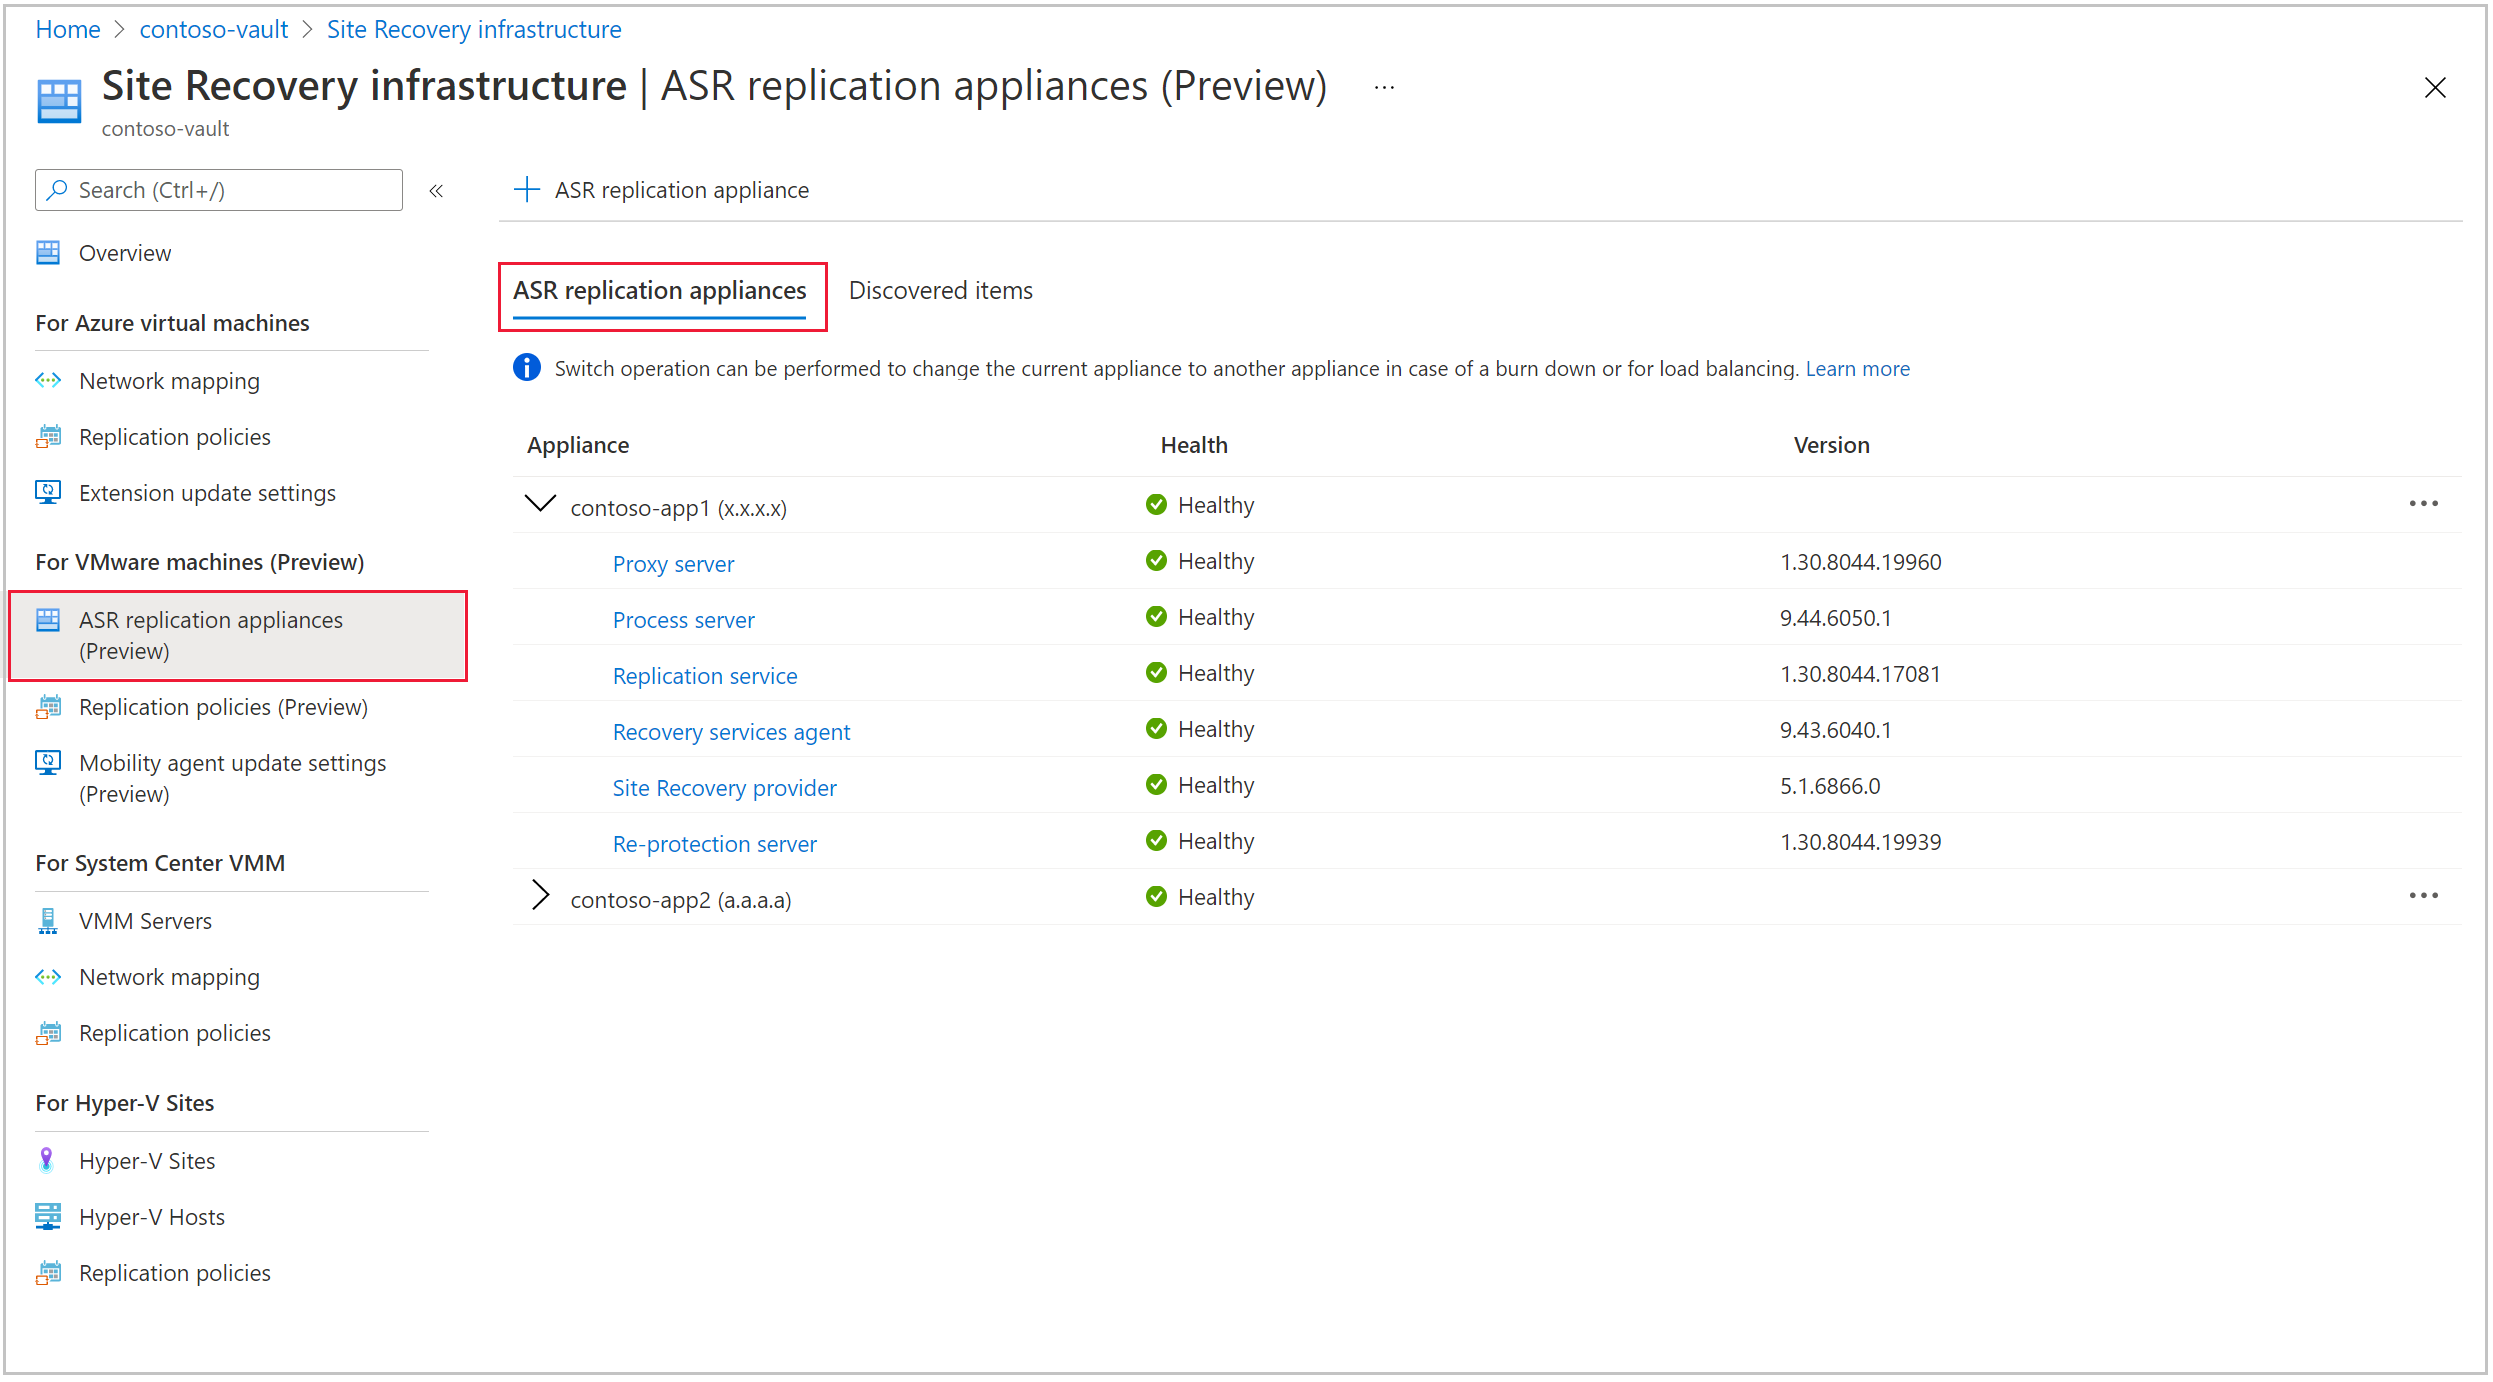 Home > contoso-vault > Site Recovery infrastructure
Site Recovery infrastructure | ASR replication appliances (Preview) ...
contoso-vault
Search (Ctrl+/) «
Overview
For Azure virtual machines
Network mapping
Replication policies
Extension update settings
For VMware machines (Preview)
ASR replication appliances
(Preview)
Replication policies (Preview)
Mobility agent update settings
(Preview)
For System Center VMM
VMM Servers
Network mapping
Replication policies
For Hyper-V Sites
Hyper-V Sites
Hyper-V Hosts
Replication policies
+ ASR replication appliance
ASR replication appliances Discovered items
Switch operation can be performed to change the current appliance to another appliance in case of a burn down or for load balancing. Learn more
Appliance Health Version
contoso-app1 (x.x.x.x) Healthy ...
Proxy server Healthy 1.30.8044.19960
Process server Healthy 9.44.6050.1
Replication service Healthy 1.30.8044.17081
Recovery services agent Healthy 9.43.6040.1
Site Recovery provider Healthy 5.1.6866.0
Re-protection server Healthy 1.30.8044.19939
contoso-app2 (a.a.a.a) Healthy ...